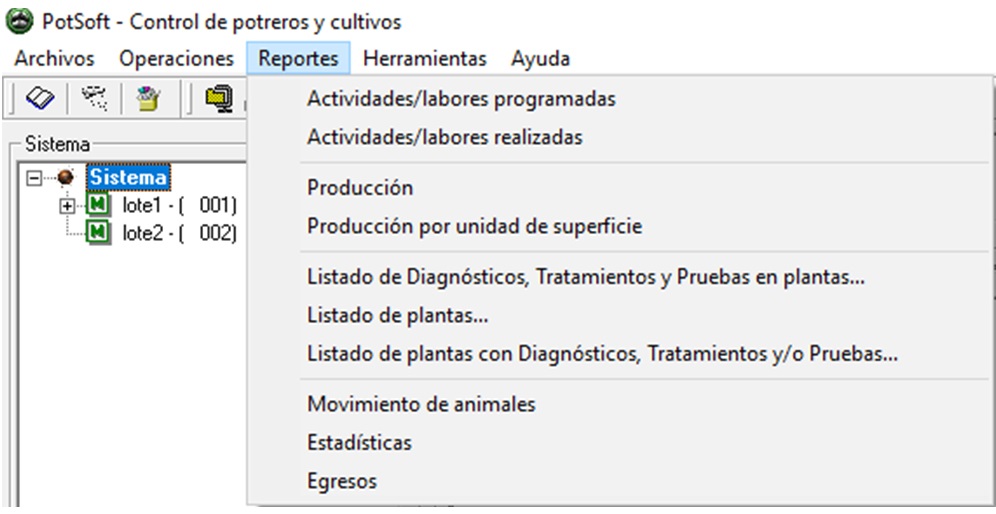 PotSoft - Control de potreros y cultivos
Archivos Operaciones Reportes Herramientas Ayuda
Actividades/labores programadas
Actividades/labores realizadas
Sistema
Sistema
Producción
lote1 - ( 001)
Producción por unidad de superficie
lote2 - ( 002)
Listado de Diagnósticos, Tratamientos y Pruebas en plantas...
Listado de plantas...
Listado de plantas con Diagnósticos, Tratamientos y/o Pruebas...
Movimiento de animales
Estadísticas
Egresos